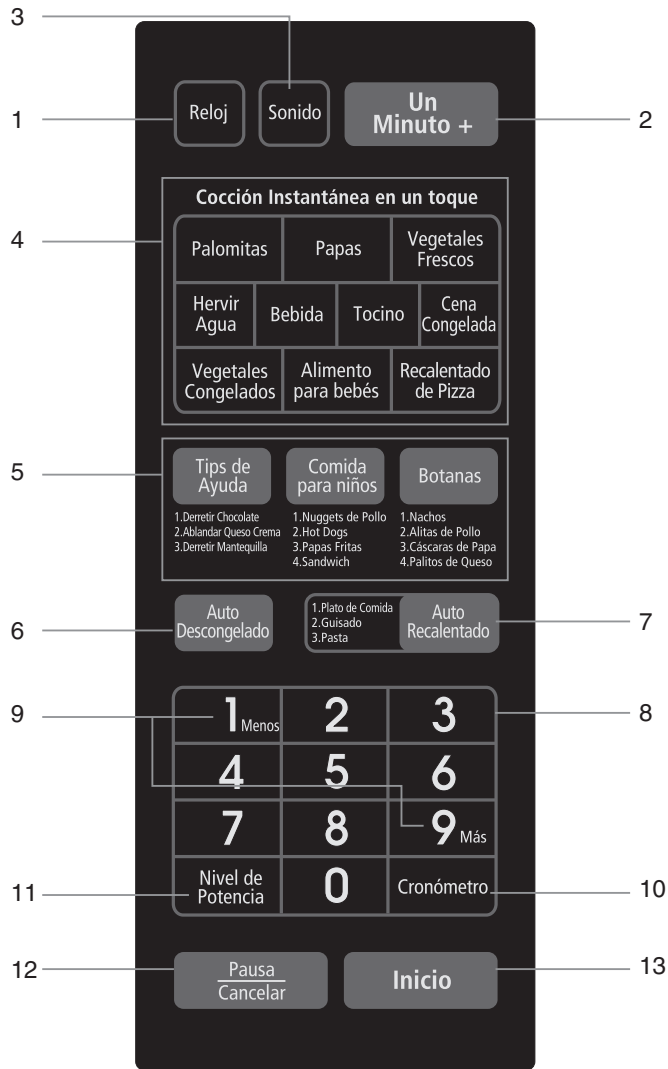 3
1
Reloj
Sonido
Un
Minuto +
2
4
Cocción Instantánea en un toque
Palomitas
Papas
Vegetales
Frescos
Hervir
Agua
Bebida
Tocino
Cena
Congelada
Vegetales
Congelados
Alimento
para bebés
Recalentado
de Pizza
5
Tips de
Ayuda
1.Derretir Chocolate
2.Ablandar Queso Crema
3.Derretir Mantequilla
Comida
para niños
1.Nuggets de Pollo
2.Hot Dogs
3.Papas Fritas
4.Sandwich
Botanas
1.Nachos
2.Alitas de Pollo
3.Cáscaras de Papa
4.Palitos de Queso
6
Auto
Descongelado
1.Plato de Comida
2.Guisado
3.Pasta
Auto
Recalentado
7
9
1 Menos
2
3
8
4
5
6
7
8
9 Más
11
Nivel de
Potencia
0
Cronómetro
10
12
Pausa
Cancelar
Inicio
13